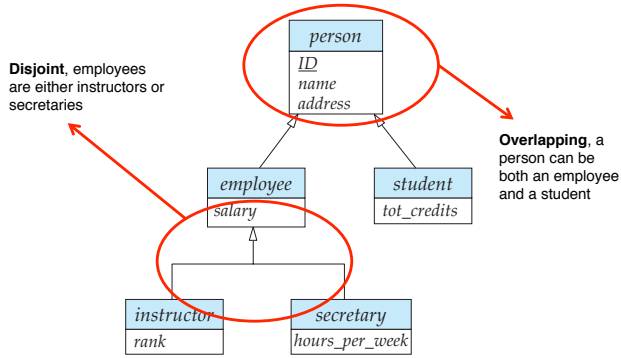 person
ID
name
address
Disjoint, employees
are either instructors or
secretaries
Overlapping, a
person can be
both an employee
and a student
employee
salary
student
tot_credits
instructor
rank
secretary
hours_per_week